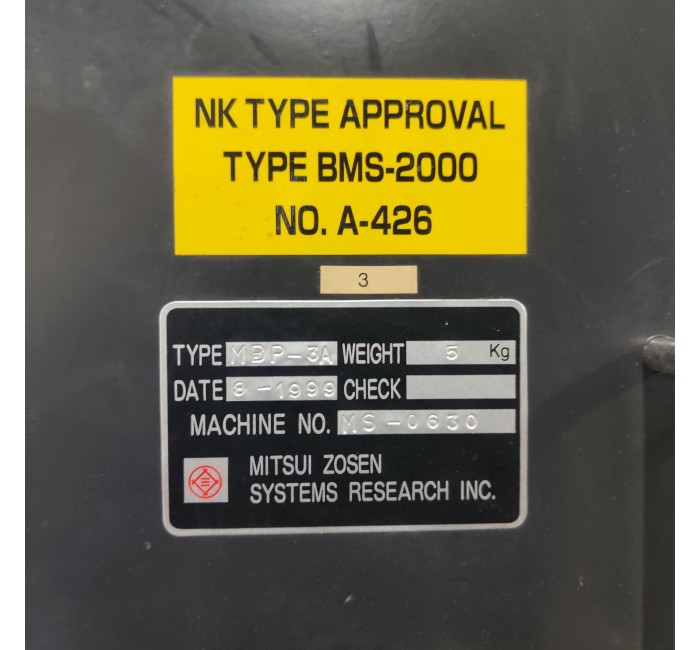 NK TYPE APPROVAL
TYPE BMS-2000
NO. A-426
3
TYPE MBP-3A WEIGHT 5 Kg
DATE 8-1999 CHECK
MACHINE NO. MS-0630
MITSUI ZOSEN
SYSTEMS RESEARCH INC.